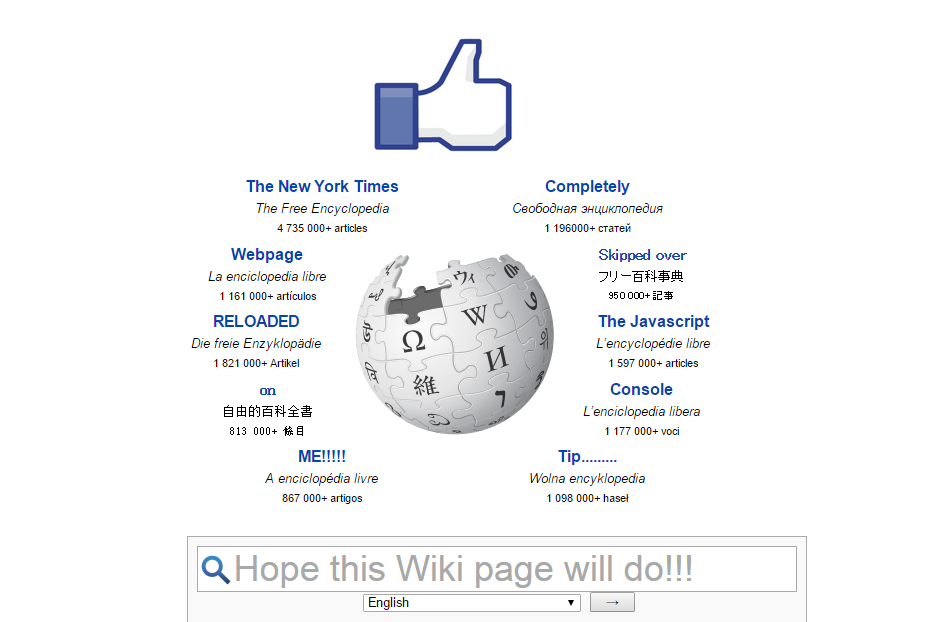 The New York Times
The Free Encyclopedia
4 735 000+ articles
Completely
Свободная энциклопедия
1 196000+ статей
Webpage
La enciclopedia libre
1 161 000+ artículos
Skipped over
フリー百科事典
950 000+ 記事
RELOADED
Die freie Enzyklopädie
1 821 000+ Artikel
The Javascript
L'encyclopédie libre
1 597 000+ articles
on
自由的百科全書
813 000+ 條目
Console
L'enciclopedia libera
1 177 000+ voci
ME!!!!!
A enciclopédia livre
867 000+ artigos
Tip.........
Wolna encyklopedia
1 098 000+ haseł
Ω
W
ウィ
И
維
Hope this Wiki page will do!!!
English
→